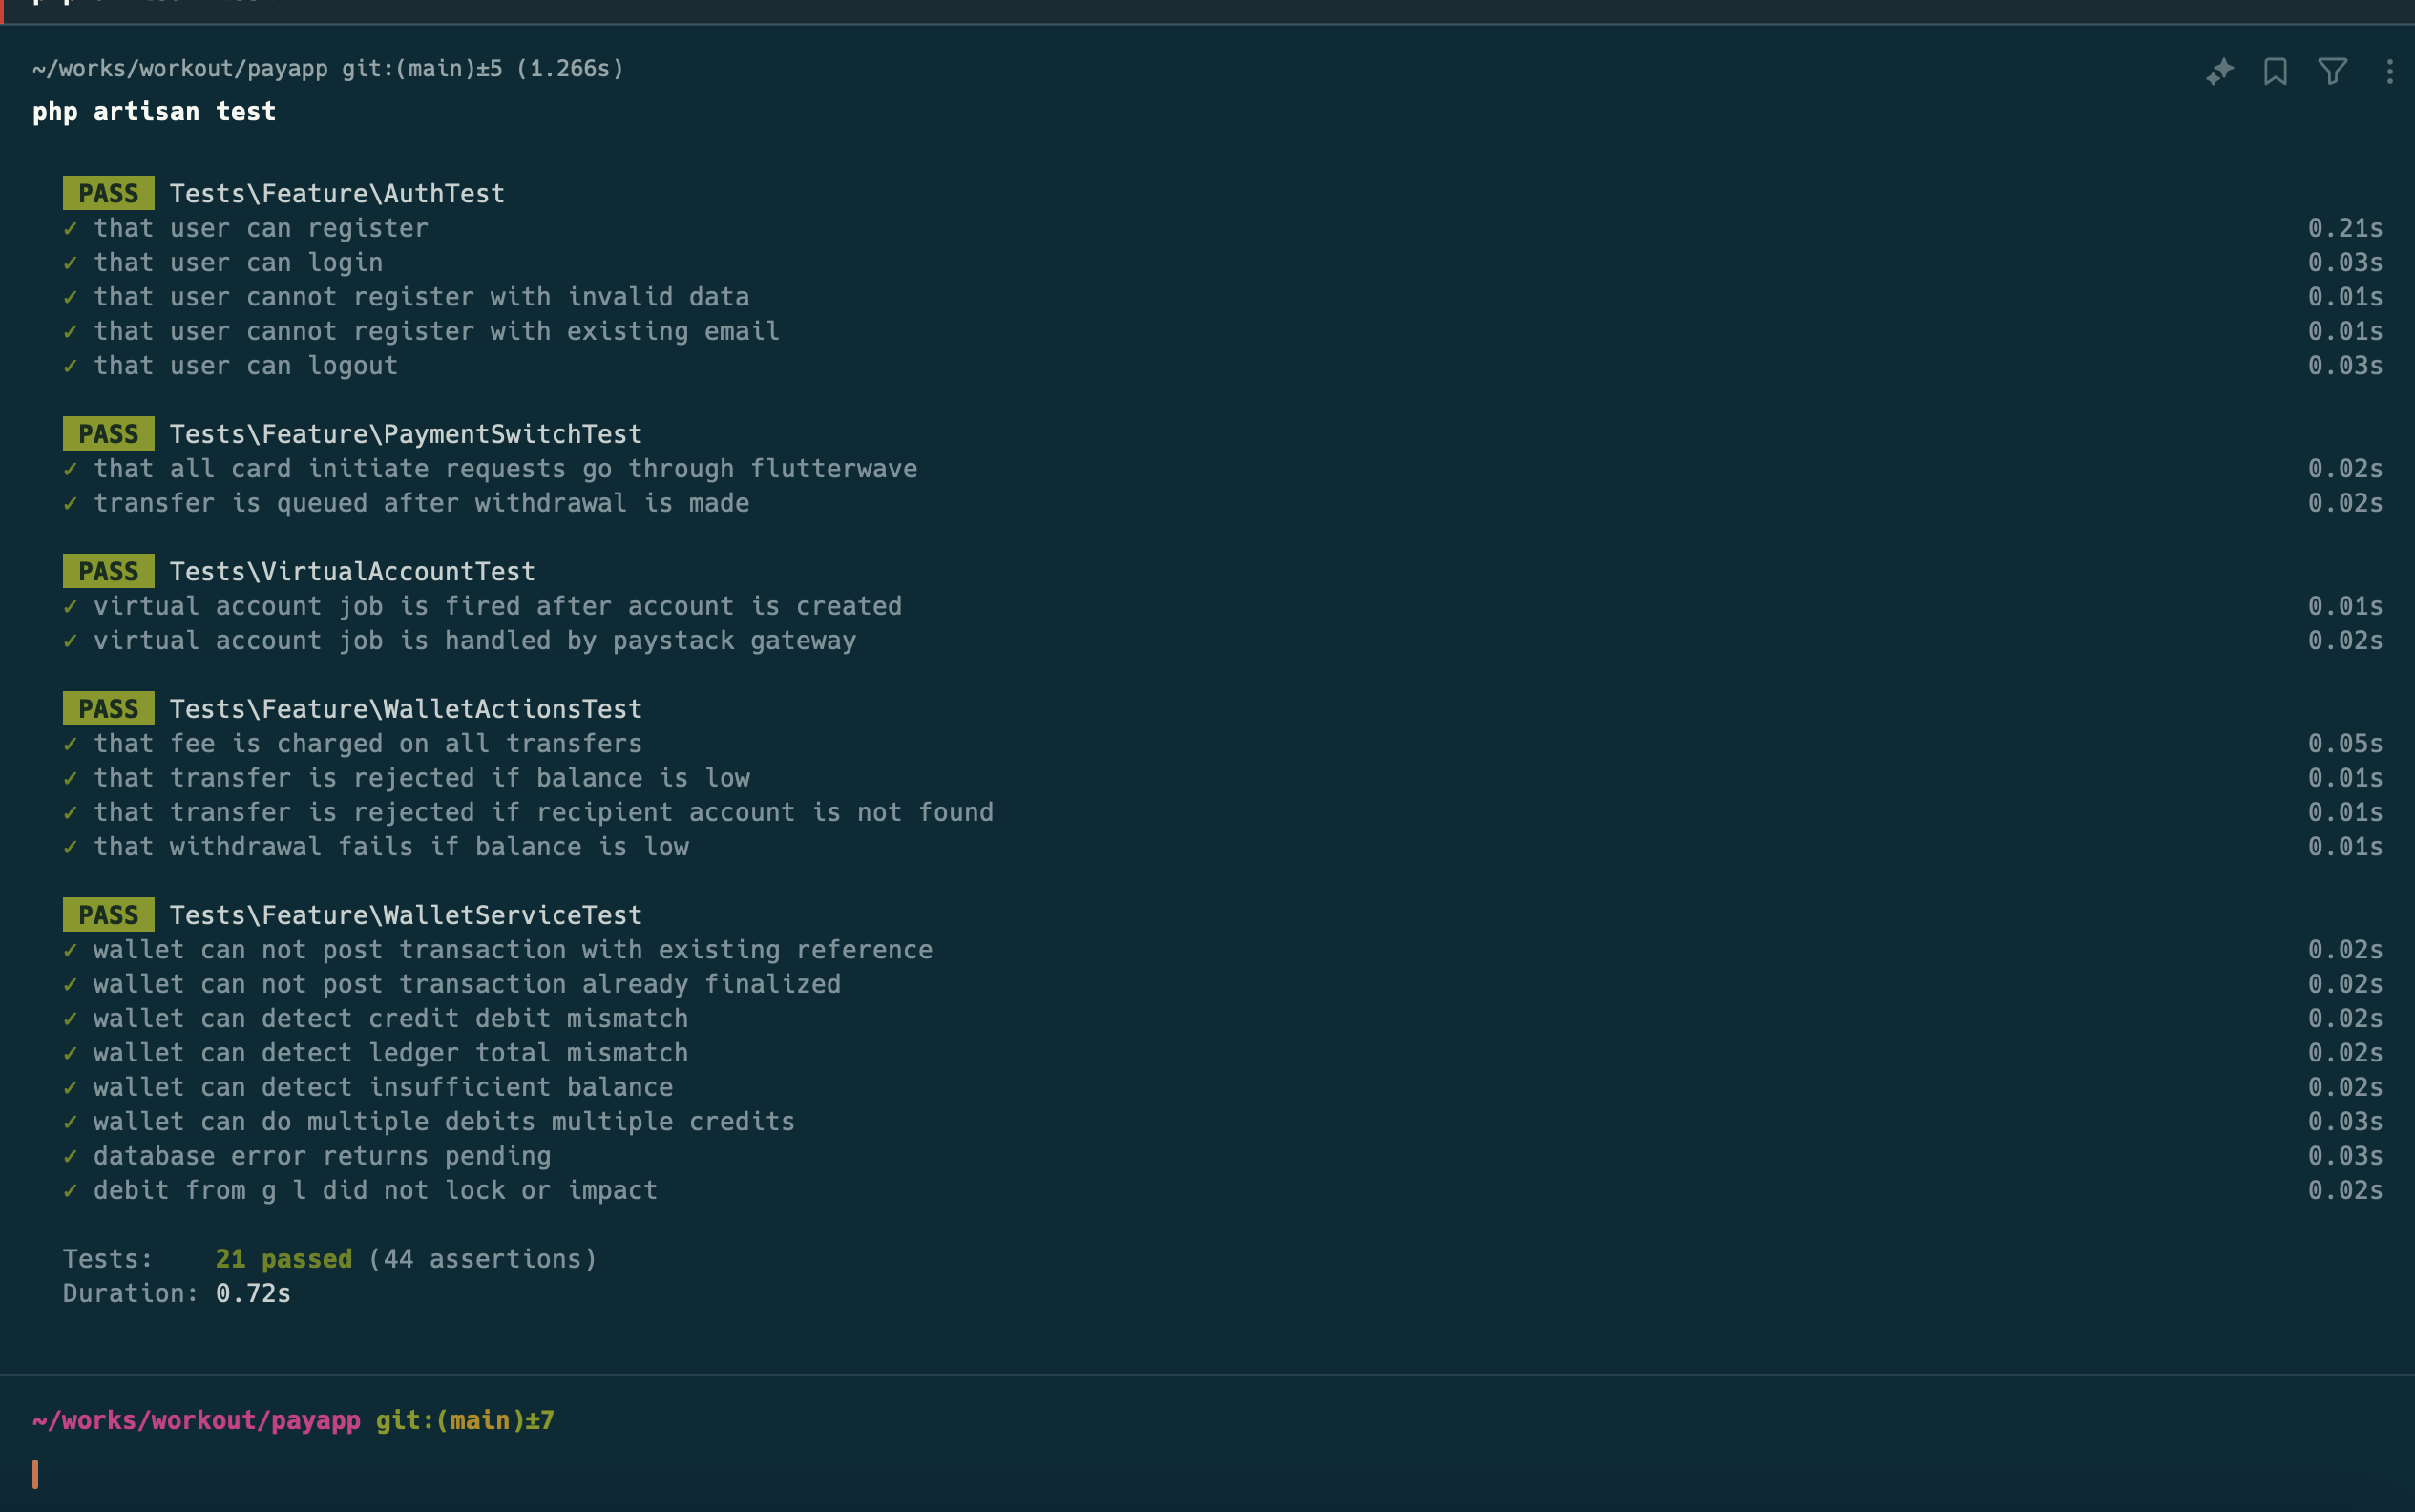 ~/works/workout/payapp git:(main)±5 (1.266s)
php artisan test
PASS Tests\Feature\AuthTest
✓ that user can register 0.21s
✓ that user can login 0.03s
✓ that user cannot register with invalid data 0.01s
✓ that user cannot register with existing email 0.01s
✓ that user can logout 0.03s
PASS Tests\Feature\PaymentSwitchTest
✓ that all card initiate requests go through flutterwave 0.02s
✓ transfer is queued after withdrawal is made 0.02s
PASS Tests\VirtualAccountTest
✓ virtual account job is fired after account is created 0.01s
✓ virtual account job is handled by paystack gateway 0.02s
PASS Tests\Feature\WalletActionsTest
✓ that fee is charged on all transfers 0.05s
✓ that transfer is rejected if balance is low 0.01s
✓ that transfer is rejected if recipient account is not found 0.01s
✓ that withdrawal fails if balance is low 0.01s
PASS Tests\Feature\WalletServiceTest
✓ wallet can not post transaction with existing reference 0.02s
✓ wallet can not post transaction already finalized 0.02s
✓ wallet can detect credit debit mismatch 0.02s
✓ wallet can detect ledger total mismatch 0.02s
✓ wallet can detect insufficient balance 0.02s
✓ wallet can do multiple debits multiple credits 0.03s
✓ database error returns pending 0.03s
✓ debit from g l did not lock or impact 0.02s
Tests: 21 passed (44 assertions)
Duration: 0.72s
~/works/workout/payapp git:(main)±7